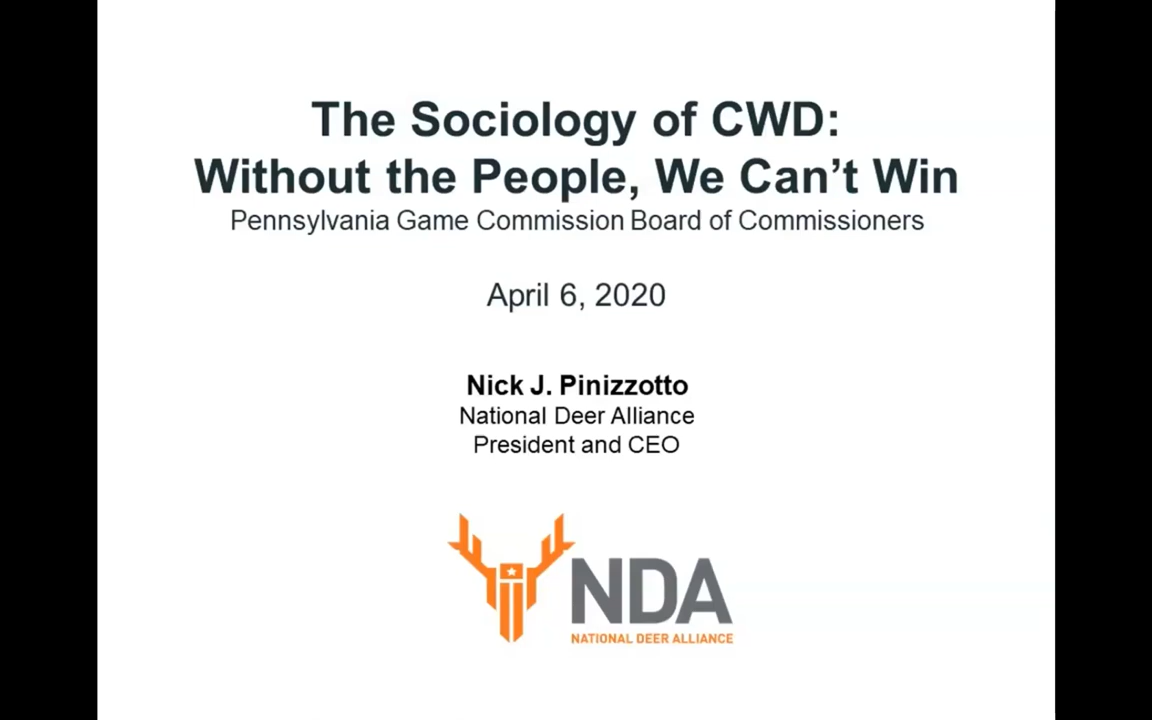 The Sociology of CWD:
Without the People, We Can't Win
Pennsylvania Game Commission Board of Commissioners
April 6, 2020
Nick J. Pinizzotto
National Deer Alliance
President and CEO
NDA
NATIONAL DEER ALLIANCE